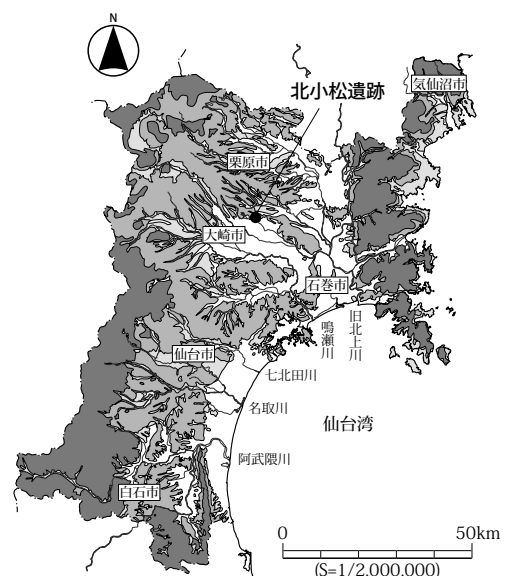 N
北小松遺跡
気仙沼市
栗原市
大崎市
石巻市
旧北上川
鳴瀬川
仙台市
七北田川
名取川
仙台湾
阿武隈川
白石市
0 50km
(S=1/2,000,000)